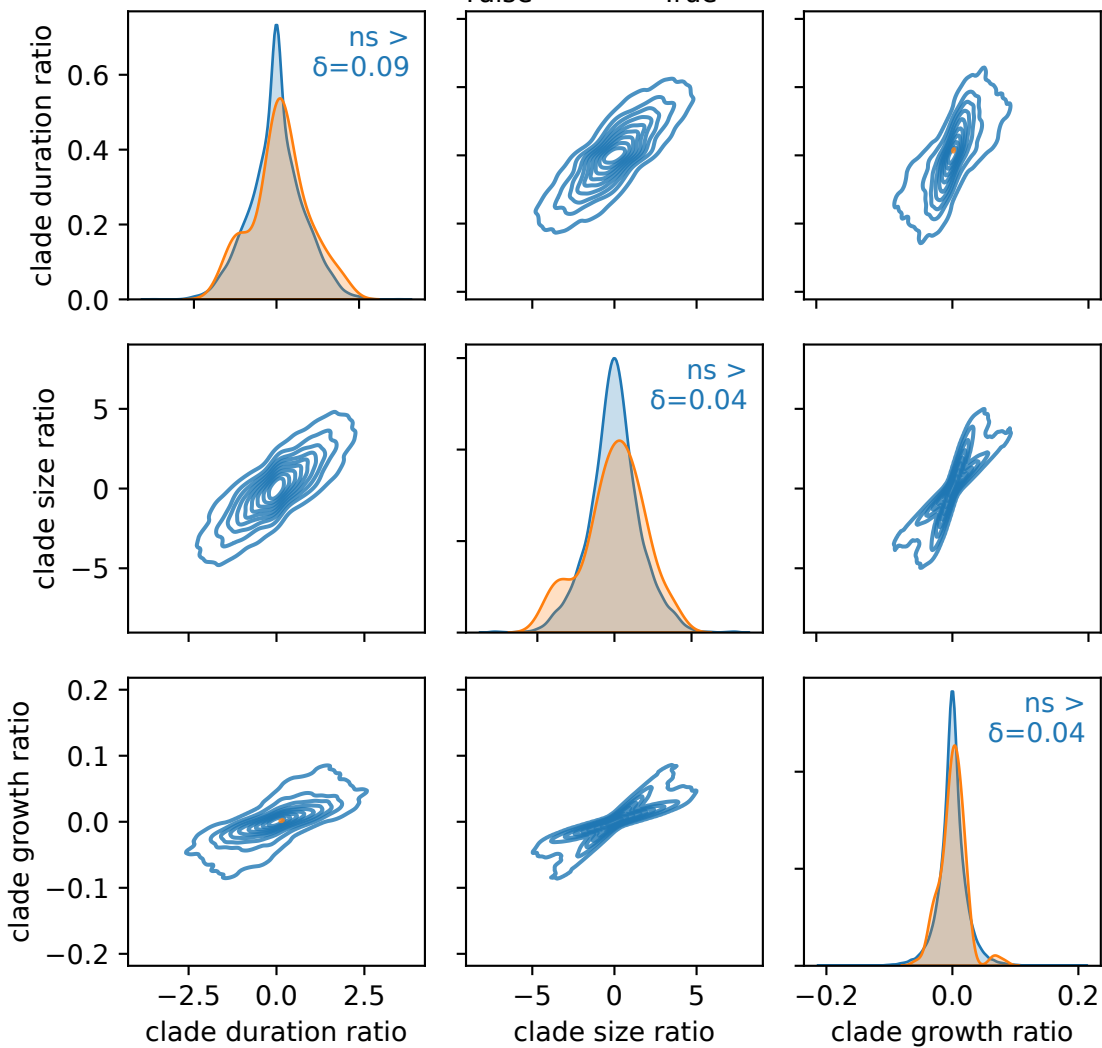 clade duration ratio
0.6
0.4
0.2
0.0
ns >
δ=0.09
clade size ratio
5
0
−5
ns >
δ=0.04
clade growth ratio
0.2
0.1
0.0
−0.1
−0.2
ns >
δ=0.04
−2.5 0.0 2.5
−5 0 5
−0.2 0.0 0.2
clade duration ratio
clade size ratio
clade growth ratio